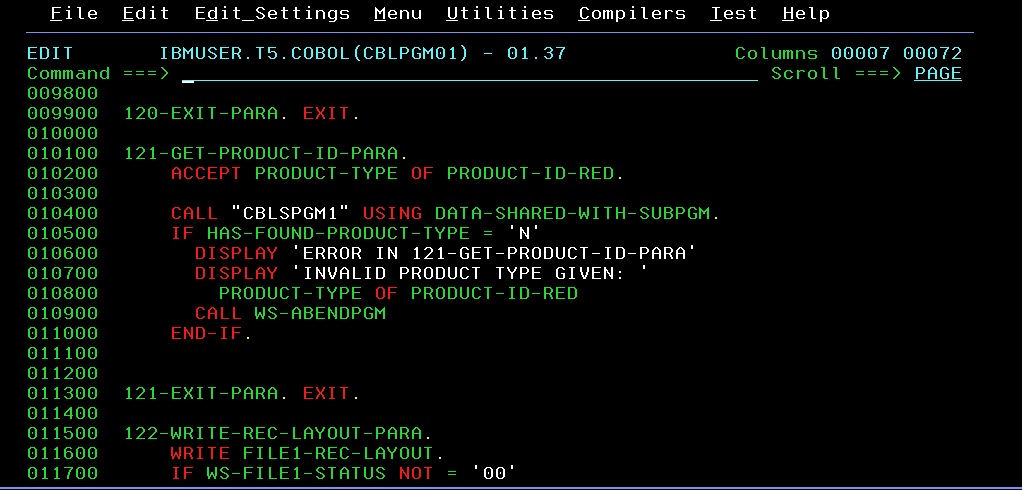 File  Edit  Edit_Settings  Menu  Utilities  Compilers  Test  Help
EDIT       IBMUSER.T5.COBOL(CBLPGM01) - 01.37              Columns 00007 00072
Command ===>                                                  Scroll ===> PAGE
009800
009900  120-EXIT-PARA. EXIT.
010000
010100  121-GET-PRODUCT-ID-PARA.
010200      ACCEPT PRODUCT-TYPE OF PRODUCT-ID-RED.
010300
010400      CALL "CBLSPGM1" USING DATA-SHARED-WITH-SUBPGM.
010500      IF HAS-FOUND-PRODUCT-TYPE = 'N'
010600        DISPLAY 'ERROR IN 121-GET-PRODUCT-ID-PARA'
010700        DISPLAY 'INVALID PRODUCT TYPE GIVEN: '
010800          PRODUCT-TYPE OF PRODUCT-ID-RED
010900        CALL WS-ABENDPGM
011000      END-IF.
011100
011200
011300  121-EXIT-PARA. EXIT.
011400
011500  122-WRITE-REC-LAYOUT-PARA.
011600      WRITE FILE1-REC-LAYOUT.
011700      IF WS-FILE1-STATUS NOT = '00'